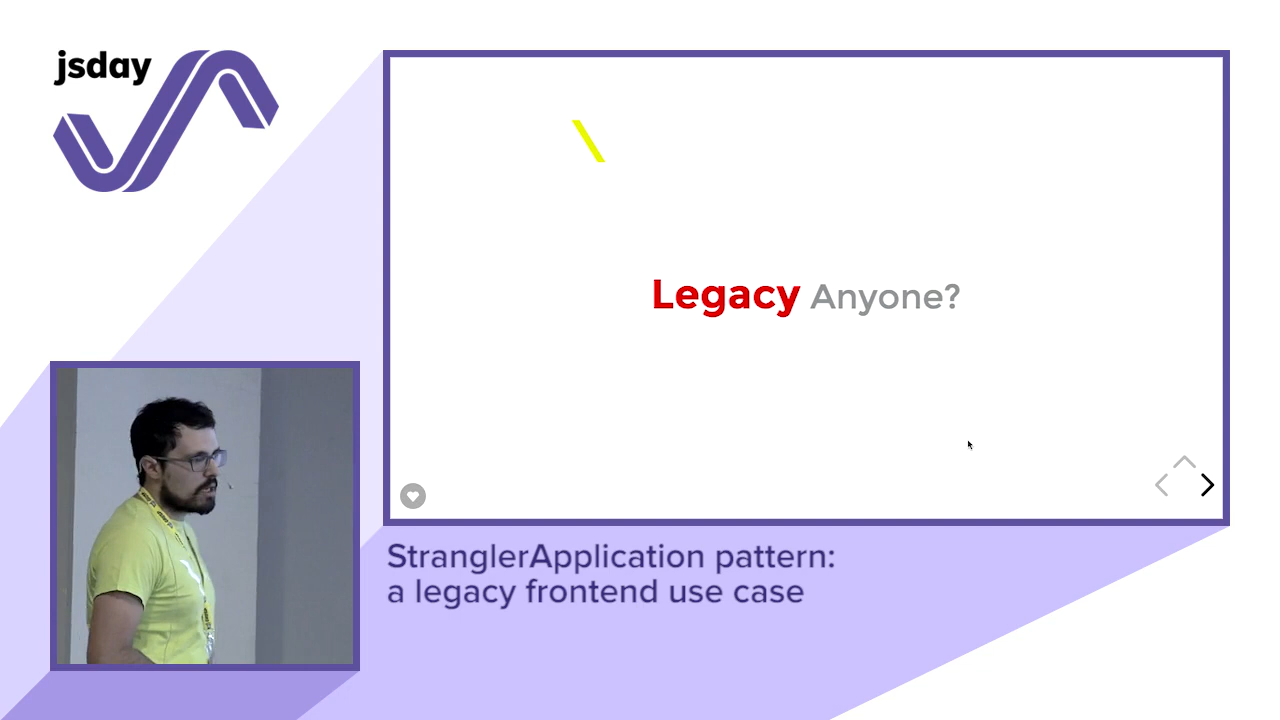 jsday
Legacy Anyone?
StranglerApplication pattern:
a legacy frontend use case